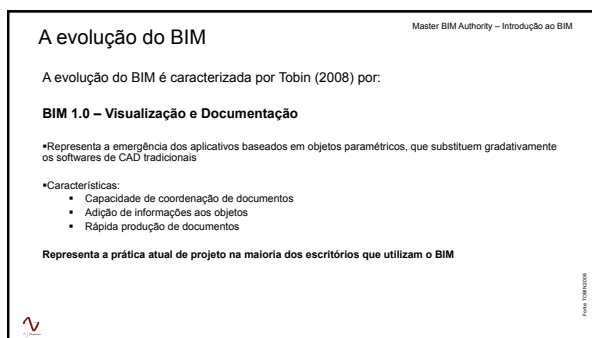 Master BIM Authority – Introdução ao BIM
A evolução do BIM
A evolução do BIM é caracterizada por Tobin (2008) por:
BIM 1.0 – Visualização e Documentação
▪Representa a emergência dos aplicativos baseados em objetos paramétricos, que substituem gradativamente
os softwares de CAD tradicionais
▪Características:
▪ Capacidade de coordenação de documentos
▪ Adição de informações aos objetos
▪ Rápida produção de documentos
Representa a prática atual de projeto na maioria dos escritórios que utilizam o BIM
Fonte TOBIN2008